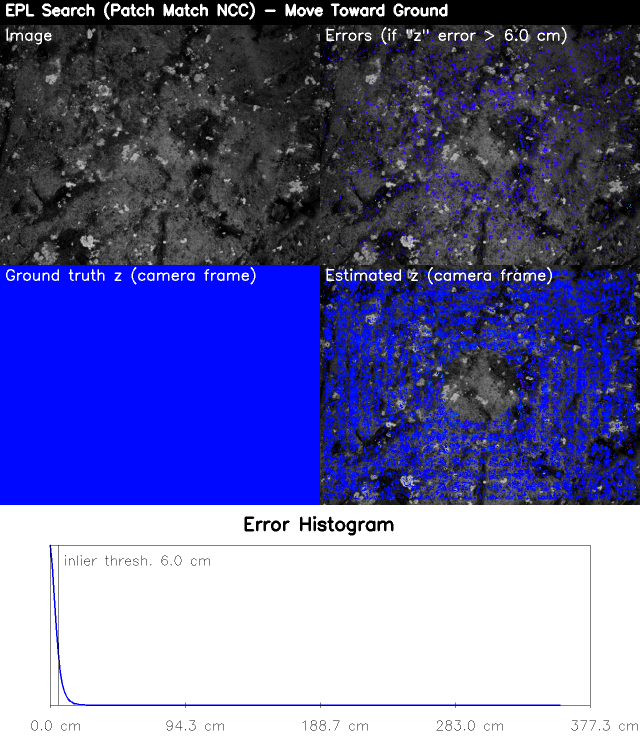 EPL Search (Patch Match NCC) - Move Toward Ground
Image
Errors (if "z" error > 6.0 cm)
Ground truth z (camera frame)
Estimated z (camera frame)
Error Histogram
inlier thresh. 6.0 cm
0.0 cm
94.3 cm
188.7 cm
283.0 cm
377.3 cm